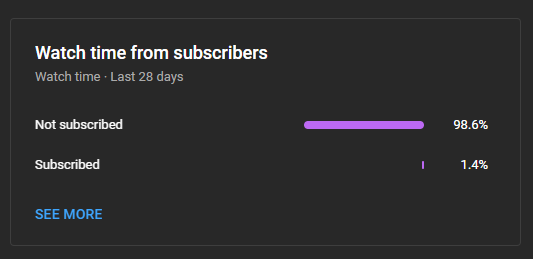 Watch time from subscribers
Watch time · Last 28 days
Not subscribed 98.6%
Subscribed 1.4%
SEE MORE